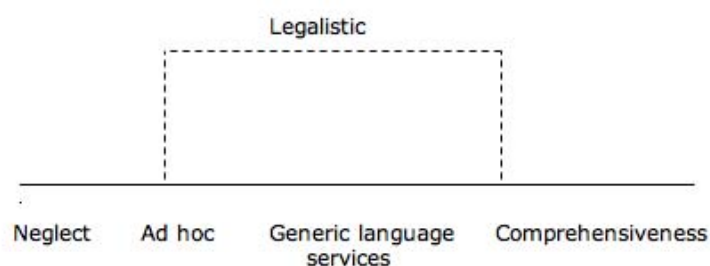 Legalistic
Neglect Ad hoc Generic language Comprehensiveness
services